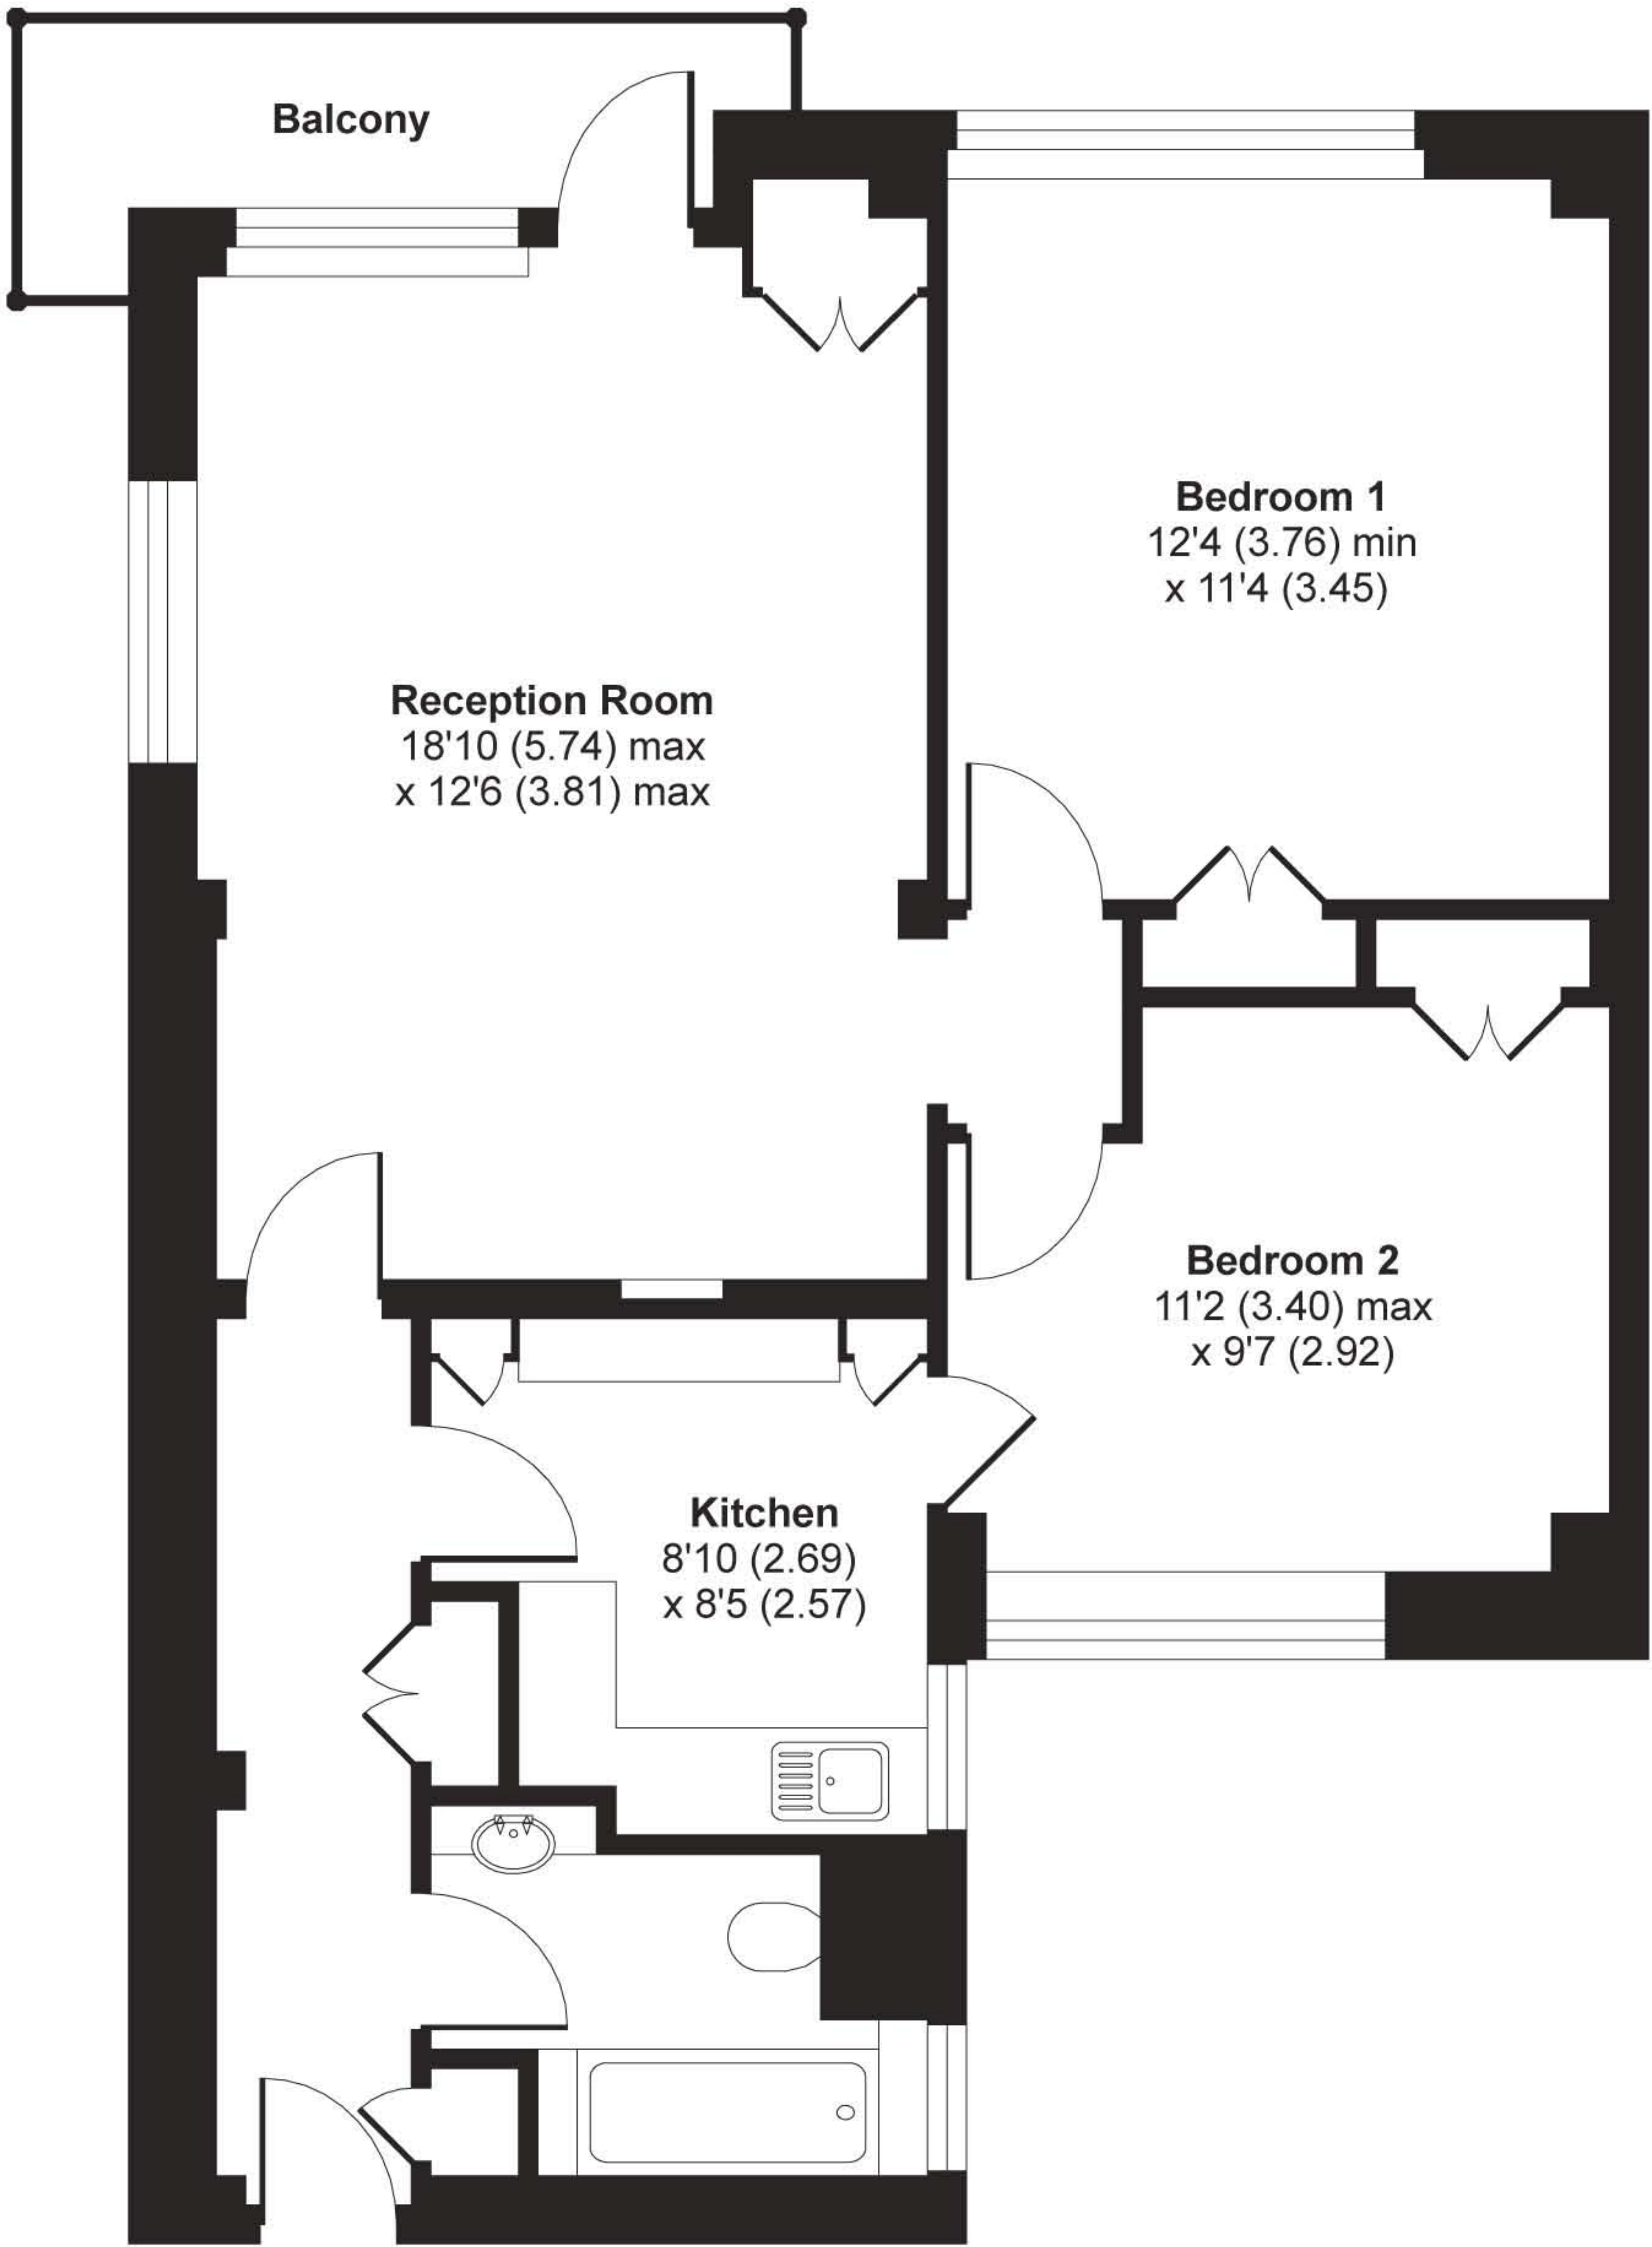 Balcony
Bedroom 1
12'4 (3.76) min
x 11'4 (3.45)
Reception Room
18'10 (5.74) max
x 12'6 (3.81) max
Bedroom 2
11'2 (3.40) max
x 9'7 (2.92)
Kitchen
8'10 (2.69)
x 8'5 (2.57)